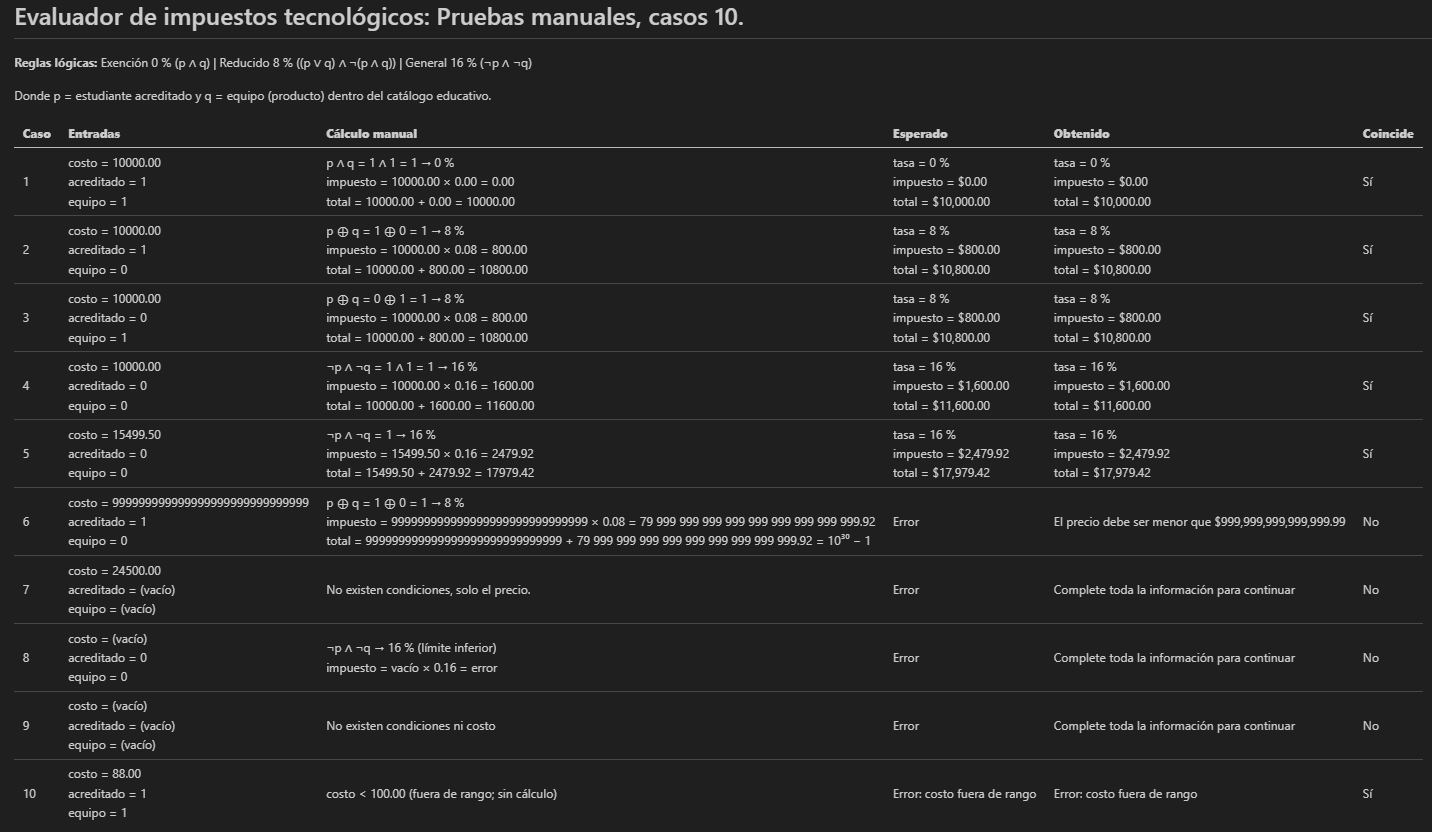 Evaluador de impuestos tecnológicos: Pruebas manuales, casos 10.
Reglas lógicas: Exención 0 % (p ∧ q) | Reducido 8 % ((p ∨ q) ∧ ¬(p ∧ q)) | General 16 % (¬p ∧ ¬q)
Donde p = estudiante acreditado y q = equipo (producto) dentro del catálogo educativo.
Caso Entradas Cálculo manual Esperado Obtenido Coincide
costo = 10000.00 p ∧ q = 1 ∧ 1 = 1 → 0 % tasa = 0 % tasa = 0 %
1 acreditado = 1 impuesto = 10000.00 × 0.00 = 0.00 impuesto = $0.00 impuesto = $0.00 Sí
equipo = 1 total = 10000.00 + 0.00 = 10000.00 total = $10,000.00 total = $10,000.00
costo = 10000.00 p ⊕ q = 1 ⊕ 0 = 1 → 8 % tasa = 8 % tasa = 8 %
2 acreditado = 1 impuesto = 10000.00 × 0.08 = 800.00 impuesto = $800.00 impuesto = $800.00 Sí
equipo = 0 total = 10000.00 + 800.00 = 10800.00 total = $10,800.00 total = $10,800.00
costo = 10000.00 p ⊕ q = 0 ⊕ 1 = 1 → 8 % tasa = 8 % tasa = 8 %
3 acreditado = 0 impuesto = 10000.00 × 0.08 = 800.00 impuesto = $800.00 impuesto = $800.00 Sí
equipo = 1 total = 10000.00 + 800.00 = 10800.00 total = $10,800.00 total = $10,800.00
costo = 10000.00 ¬p ∧ ¬q = 1 ∧ 1 = 1 → 16 % tasa = 16 % tasa = 16 %
4 acreditado = 0 impuesto = 10000.00 × 0.16 = 1600.00 impuesto = $1,600.00 impuesto = $1,600.00 Sí
equipo = 0 total = 10000.00 + 1600.00 = 11600.00 total = $11,600.00 total = $11,600.00
costo = 15499.50 ¬p ∧ ¬q = 1 → 16 % tasa = 16 % tasa = 16 %
5 acreditado = 0 impuesto = 15499.50 × 0.16 = 2479.92 impuesto = $2,479.92 impuesto = $2,479.92 Sí
equipo = 0 total = 15499.50 + 2479.92 = 17979.42 total = $17,979.42 total = $17,979.42
costo = 999999999999999999999999999999 p ⊕ q = 1 ⊕ 0 = 1 → 8 %
6 acreditado = 1 impuesto = 999999999999999999999999999999 × 0.08 = 79 999 999 999 999 999 999 999 999 999.92 Error El precio debe ser menor que $999,999,999,999,999.99 No
equipo = 0 total = 999999999999999999999999999999 + 79 999 999 999 999 999 999 999 999 999.92 = 10³⁰ − 1
costo = 24500.00
7 acreditado = (vacío) No existen condiciones, solo el precio. Error Complete toda la información para continuar No
equipo = (vacío)
costo = (vacío) ¬p ∧ ¬q → 16 % (límite inferior)
8 acreditado = 0 impuesto = vacío × 0.16 = error Error Complete toda la información para continuar No
equipo = 0
costo = (vacío)
9 acreditado = (vacío) No existen condiciones ni costo Error Complete toda la información para continuar No
equipo = (vacío)
costo = 88.00
10 acreditado = 1 costo < 100.00 (fuera de rango; sin cálculo) Error: costo fuera de rango Error: costo fuera de rango Sí
equipo = 1